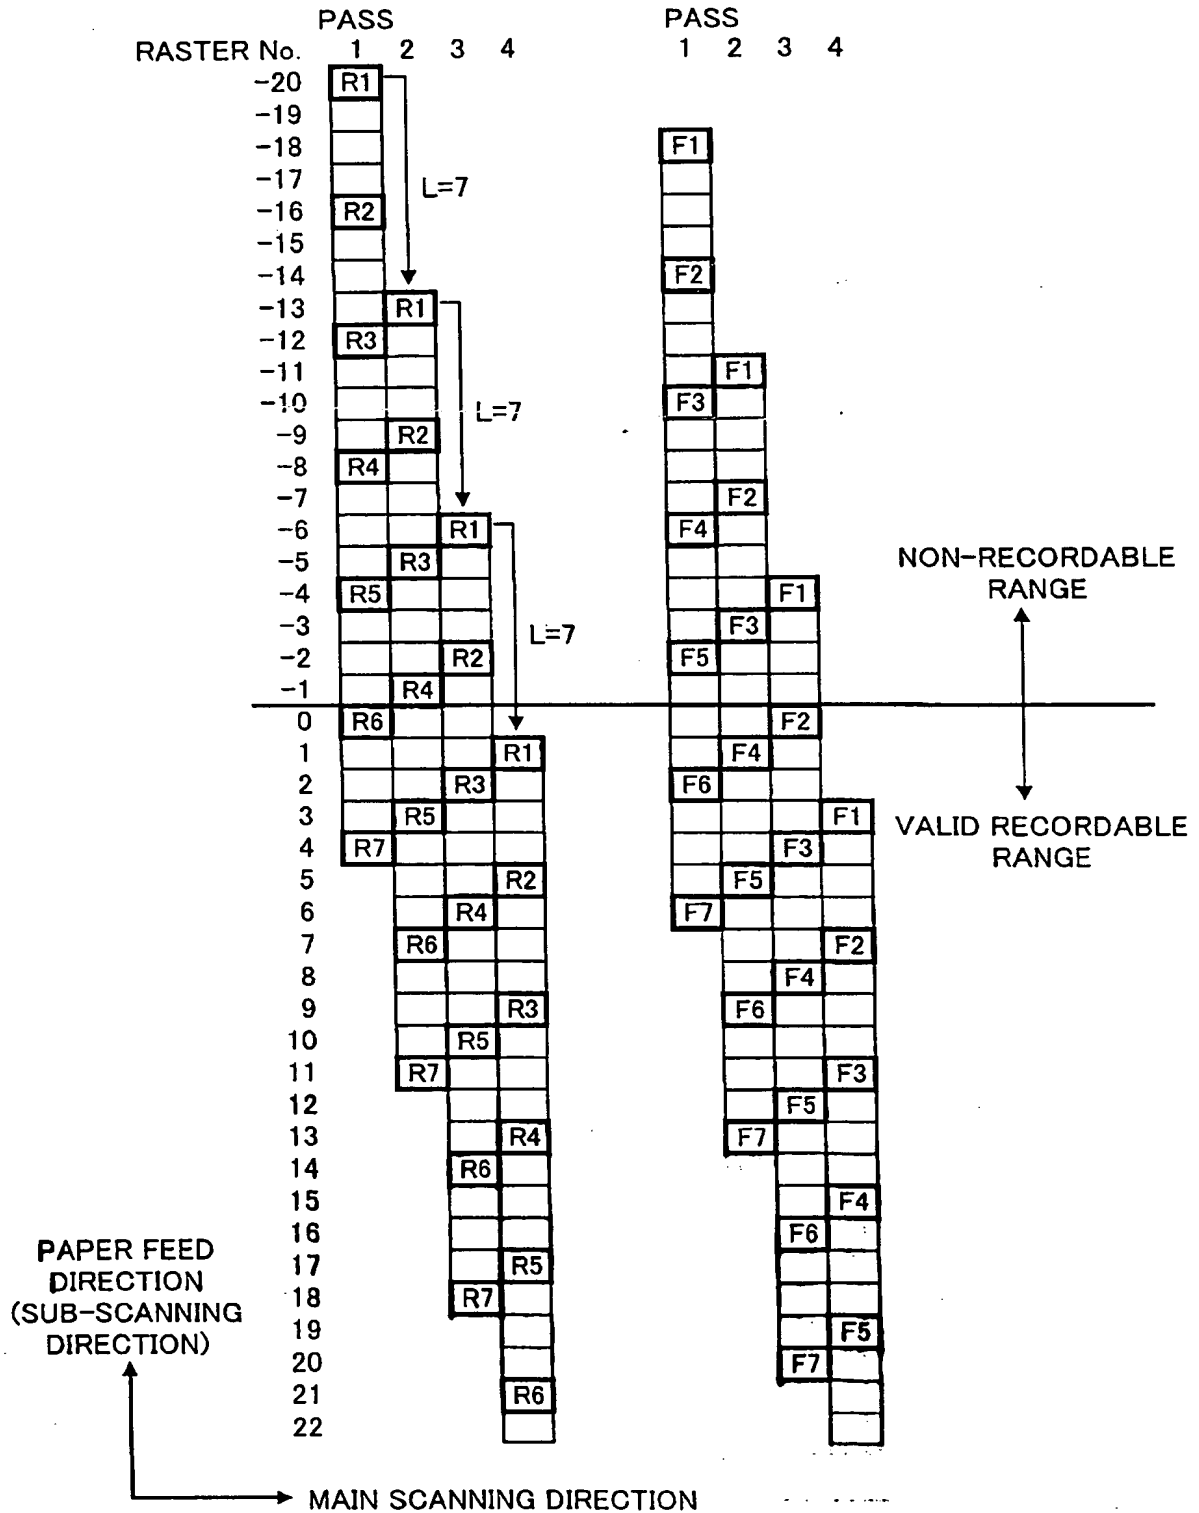 PASS PASS
RASTER No. 1 2 3 4 1 2 3 4
-20 R1
-19
-18 F1
-17
L=7
-16 R2
-15
-14 F2
-13 R1
-12 R3
-11 F1
-10 F3
L=7
-9 R2
-8 R4
-7 F2
-6 R1 F4
-5 R3
NON-RECORDABLE
RANGE
-4 R5 F1
-3 F3
L=7
-2 R2 F5
-1 R4
0 R6 F2
1 R1 F4
2 R3 F6
3 R5 F1
VALID RECORDABLE
RANGE
4 R7 F3
5 R2 F5
6 R4 F7
7 R6 F2
8 F4
9 R3 F6
10 R5
11 R7 F3
12 F5
13 R4 F7
14 R6
15 F4
16 F6
17 R5
18 R7
19 F5
20 F7
21 R6
22
PAPER FEED
DIRECTION
(SUB-SCANNING
DIRECTION)
MAIN SCANNING DIRECTION